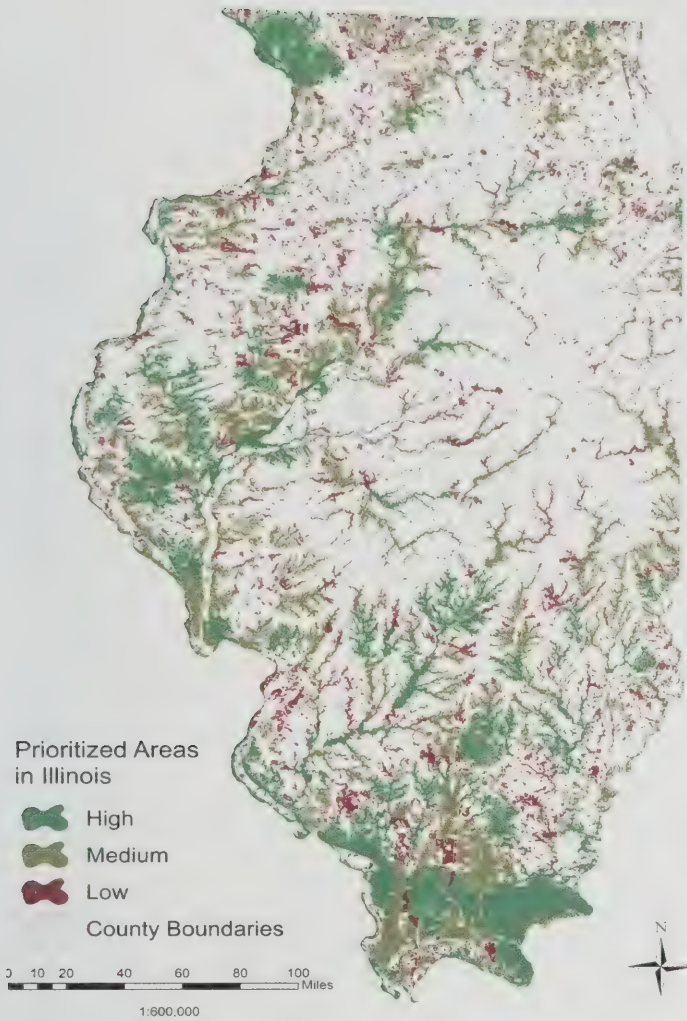 Prioritized Areas
in Illinois
High
Medium
Low
County Boundaries
0 10 20 40 60 80 100
Miles
1:600,000
N